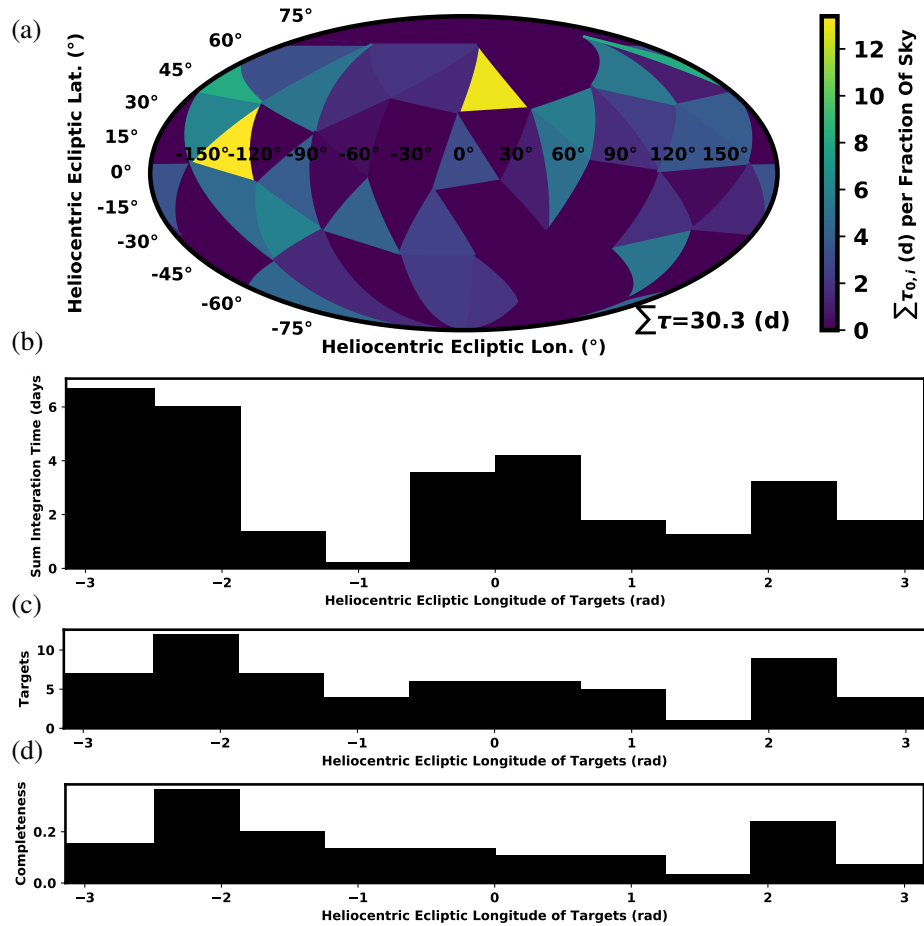 (a)
Heliocentric Ecliptic Lat. (°)
75°
60°
45°
30°
15°
0°
-15°
-30°
-45°
-60°
-75°
-150° -120° -90° -60° -30° 0° 30° 60° 90° 120° 150°
∑τ=30.3 (d)
Heliocentric Ecliptic Lon. (°)
12
10
8
6
4
2
0
∑τ₀,ᵢ (d) per Fraction Of Sky
(b)
Sum Integration Time (days
6
4
2
0
−3 −2 −1 0 1 2 3
Heliocentric Ecliptic Longitude of Targets (rad)
(c)
Targets
10
5
0
−3 −2 −1 0 1 2 3
Heliocentric Ecliptic Longitude of Targets (rad)
(d)
Completeness
0.2
0.0
−3 −2 −1 0 1 2 3
Heliocentric Ecliptic Longitude of Targets (rad)